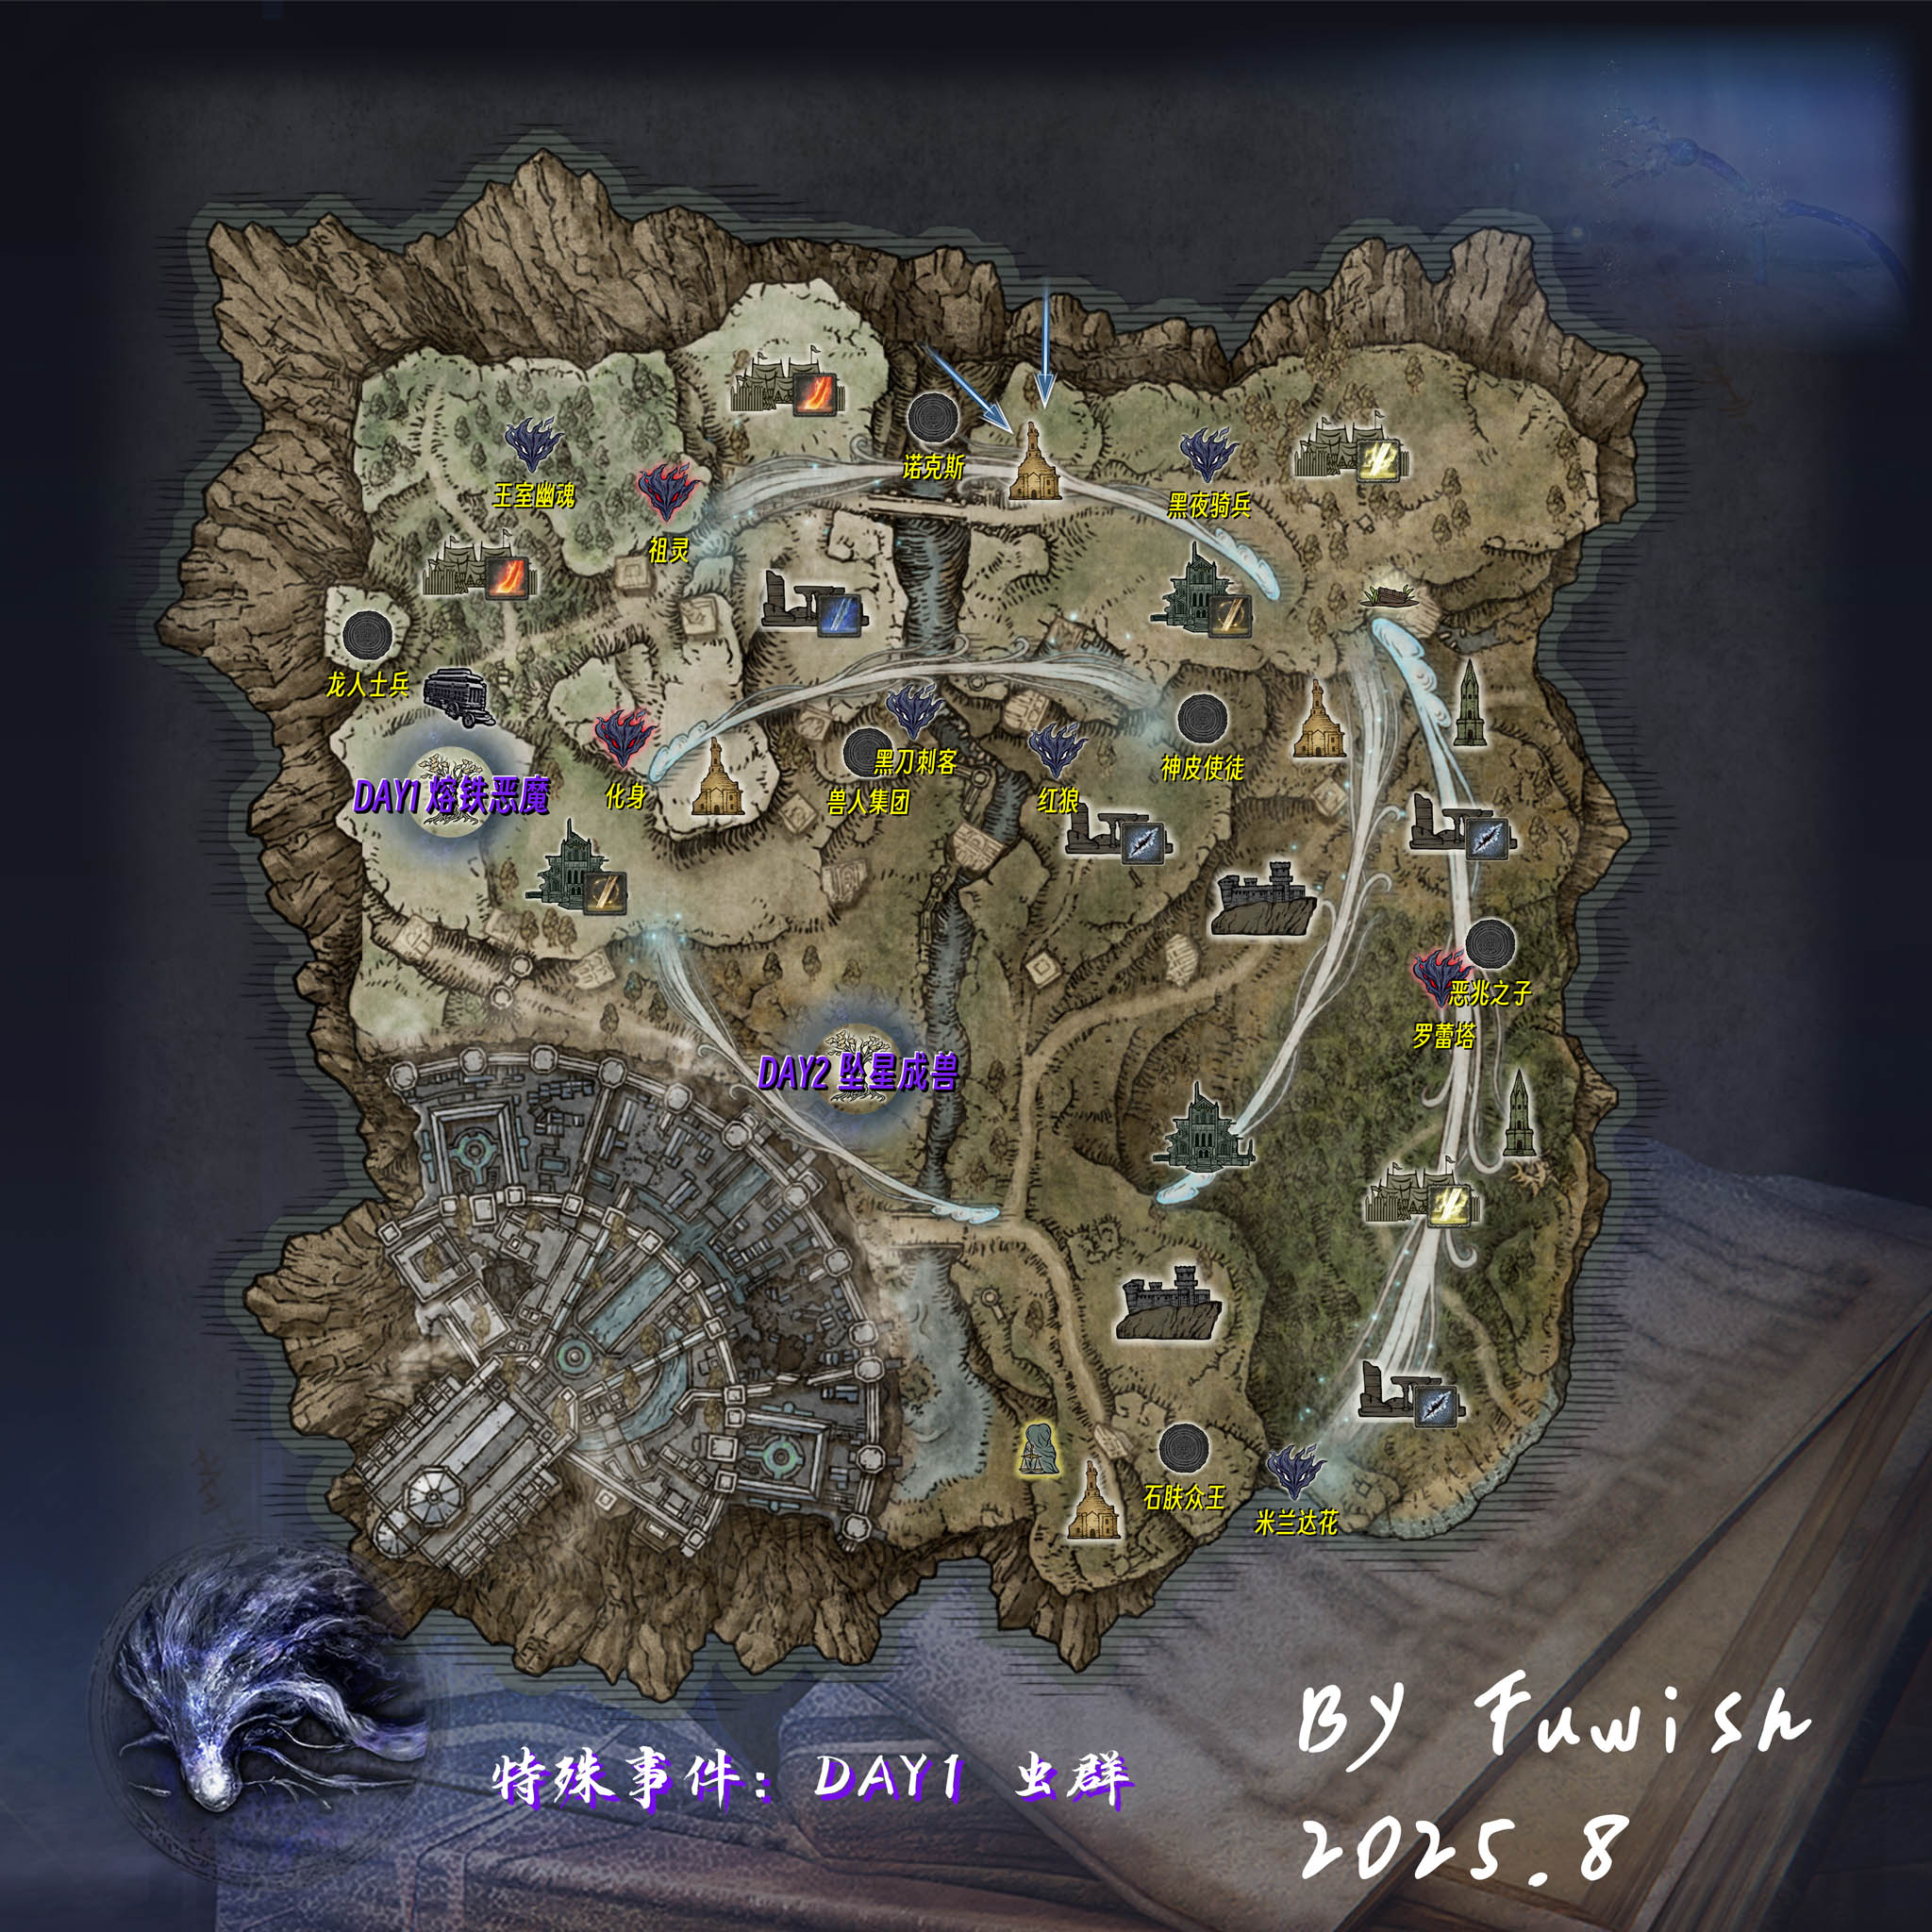 诺克斯
王室幽魂
黑夜骑兵
祖灵
龙人士兵
黑刀刺客
神皮使徒
DAY1 熔铁恶魔
化身
兽人集团
红狼
恶兆之子
罗蕾塔
DAY2 坠星成兽
石肤众王
米兰达花
特殊事件：DAY1 虫群
BY Fuwish
2025.8